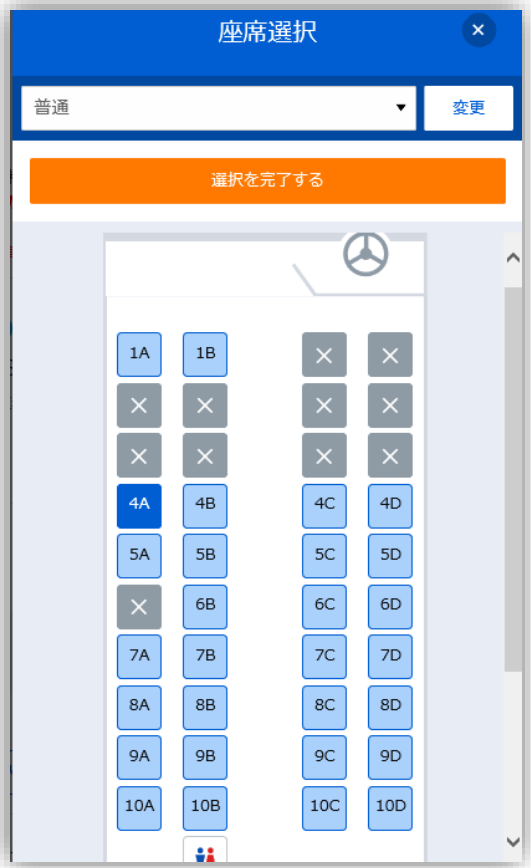 座席選択
×
普通
変更
選択を完了する
1A 1B × ×
× × × ×
× × × ×
4A 4B 4C 4D
5A 5B 5C 5D
× 6B 6C 6D
7A 7B 7C 7D
8A 8B 8C 8D
9A 9B 9C 9D
10A 10B 10C 10D